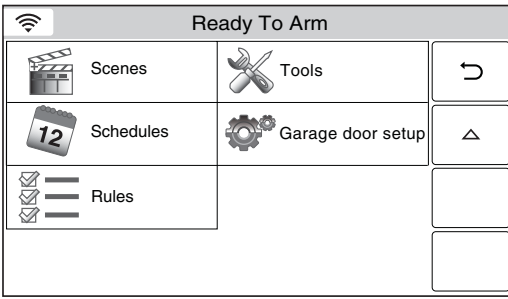 Ready To Arm
Scenes
Tools
12
Schedules
Garage door setup
Rules